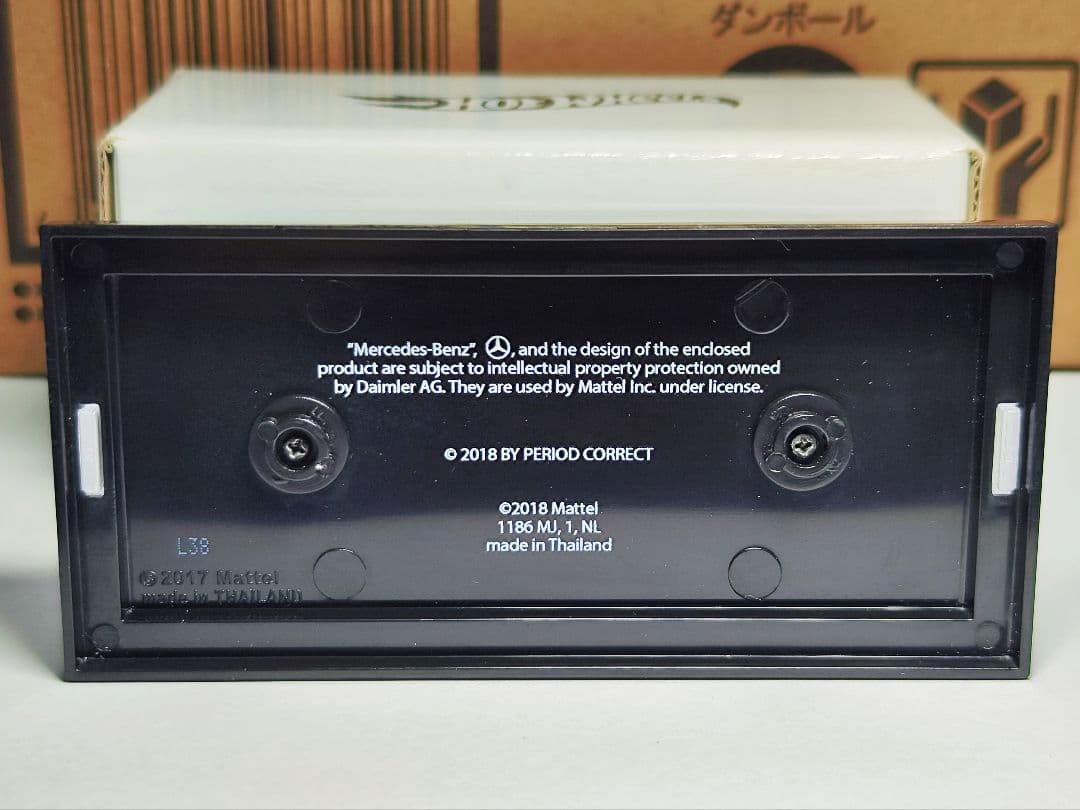 ダンボール
Hot Wheels
"Mercedes-Benz", , and the design of the enclosed
product are subject to intellectual property protection owned
by Daimler AG. They are used by Mattel Inc. under license.
© 2018 BY PERIOD CORRECT
©2018 Mattel
1186 MJ, 1, NL
made in Thailand
L38
©2017 Mattel
made in THAILAND